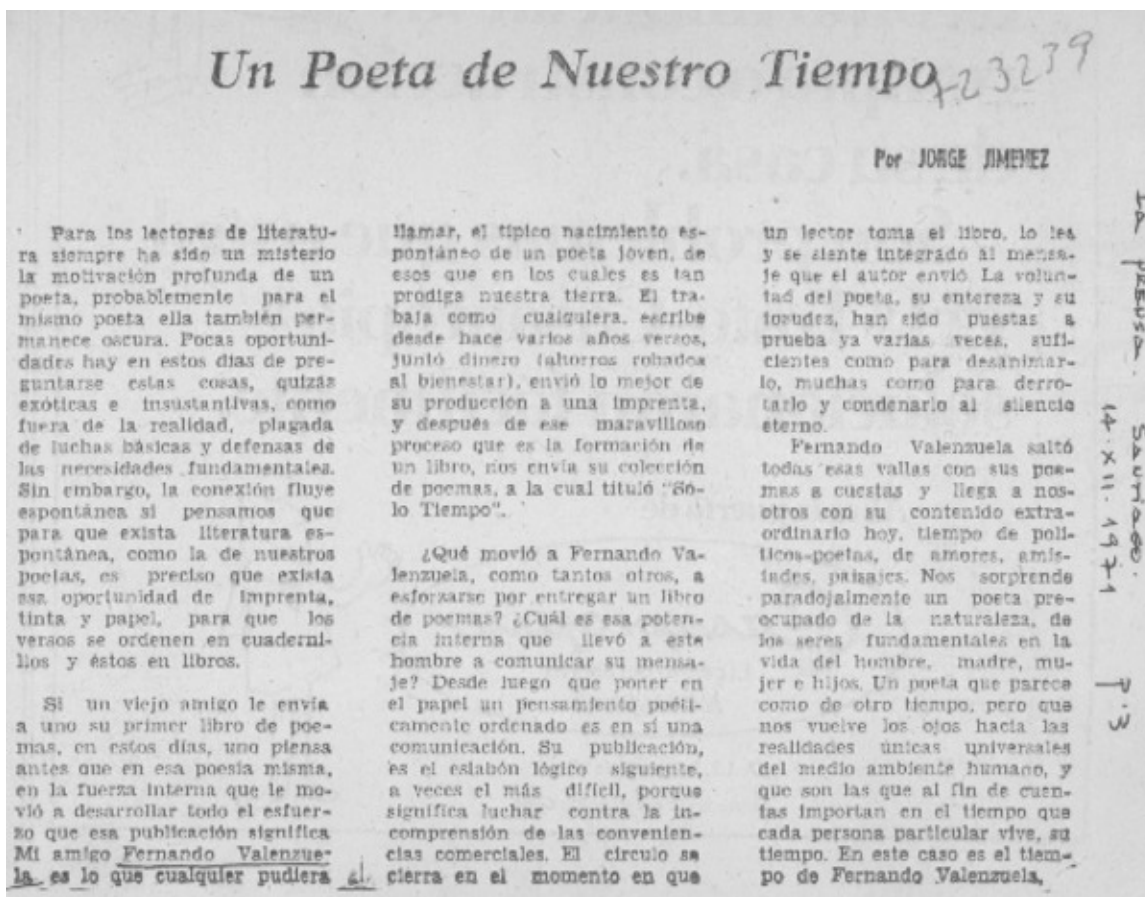 Un Poeta de Nuestro Tiempo
723239
Por JORGE JIMENEZ
Para los lectores de literatu-
ra siempre ha sido un misterio
la motivación profunda de un
poeta, probablemente para el
mismo poeta ella también per-
manece oscura. Pocas oportuni-
dades hay en estos días de pre-
guntarse estas cosas, quizás
exóticas e insustantivas, como
fuera de la realidad, plagada
de luchas básicas y defensas de
las necesidades fundamentales.
Sin embargo, la conexión fluye
espontánea si pensamos que
para que exista literatura es-
pontánea, como la de nuestros
poetas, es preciso que exista
esa oportunidad de imprenta,
tinta y papel, para que los
versos se ordenen en cuaderni-
llos y éstos en libros.
Si un viejo amigo le envía
a uno su primer libro de poe-
mas, en estos días, uno piensa
antes que en esa poesía misma,
en la fuerza interna que le mo-
vió a desarrollar todo el esfuer-
zo que esa publicación significa
Mi amigo Fernando Valenzue-
la es lo que cualquier pudiera
llamar, el típico nacimiento es-
pontáneo de un poeta joven, de
esos que en los cuales es tan
pródiga nuestra tierra. El tra-
baja como cualquiera, escribe
desde hace varios años versos,
juntó dinero (ahorros robados
al bienestar), envió lo mejor de
su producción a una imprenta,
y después de ese maravilloso
proceso que es la formación de
un libro, nos envía su colección
de poemas, a la cual tituló "Só-
lo Tiempo".
¿Qué movió a Fernando Va-
lenzuela, como tantos otros, a
esforzarse por entregar un libro
de poemas? ¿Cuál es esa poten-
cia interna que llevó a este
hombre a comunicar su mensa-
je? Desde luego que poner en
el papel un pensamiento poéti-
camente ordenado es en sí una
comunicación. Su publicación,
es el eslabón lógico siguiente,
a veces el más difícil, porque
significa luchar contra la in-
comprensión de las convenien-
cias comerciales. El círculo se
cierra en el momento en que
un lector toma el libro, lo lee
y se siente integrado al mensa-
je que el autor envió. La volun-
tad del poeta, su entereza y su
tozudez, han sido puestas a
prueba ya varias veces, sufi-
cientes como para desanimar-
lo, muchas como para derro-
tarlo y condenarlo al silencio
eterno.
Fernando Valenzuela saltó
todas esas vallas con sus poe-
mas a cuestas y llega a nos-
otros con su contenido extra-
ordinario hoy, tiempo de polí-
ticos-poetas, de amores, amis-
tades, paisajes. Nos sorprende
paradojalmente un poeta pre-
ocupado de la naturaleza, de
los seres fundamentales en la
vida del hombre, madre, mu-
jer e hijos. Un poeta que parece
como de otro tiempo, pero que
nos vuelve los ojos hacia las
realidades únicas universales
del medio ambiente humano, y
que son las que al fin de cuen-
tas importan en el tiempo que
cada persona particular vive, su
tiempo. En este caso es el tiem-
po de Fernando Valenzuela.
La Prensa. Santiago. 14-XII-1971 P.3